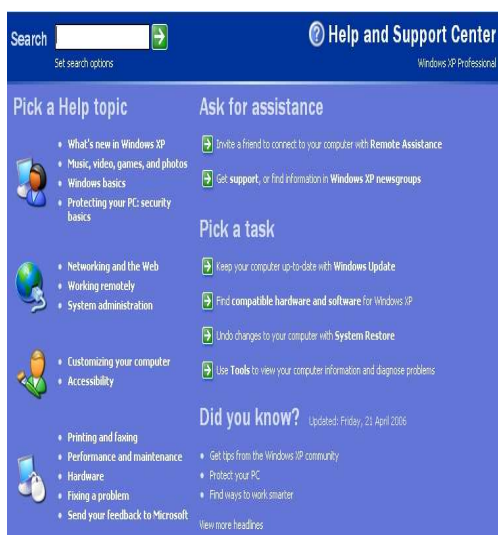 Search
Set search options
Help and Support Center
Windows XP Professional
Pick a Help topic
What's new in Windows XP
Music, video, games, and photos
Windows basics
Protecting your PC: security
basics
Networking and the Web
Working remotely
System administration
Customizing your computer
Accessibility
Printing and faxing
Performance and maintenance
Hardware
Fixing a problem
Send your feedback to Microsoft
Ask for assistance
Invite a friend to connect to your computer with Remote Assistance
Get support, or find information in Windows XP newsgroups
Pick a task
Keep your computer up-to-date with Windows Update
Find compatible hardware and software for Windows XP
Undo changes to your computer with System Restore
Use Tools to view your computer information and diagnose problems
Did you know? Updated: Friday, 21 April 2006
Get tips from the Windows XP community
Protect your PC
Find ways to work smarter
View more headlines